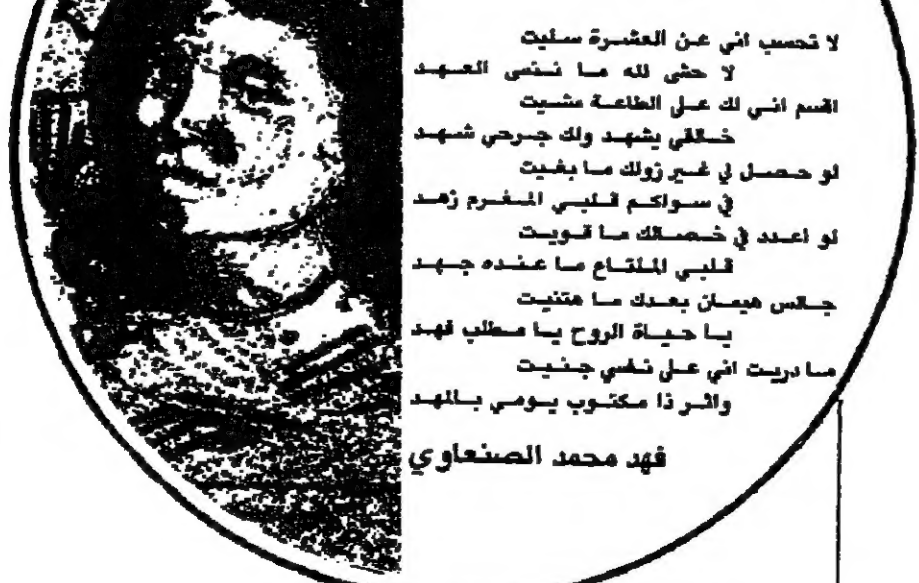 لا تحسب اني عن العشرة سليت
لا حشى لله ما ننسى العهد
اقسم اني لك على الطاعة مشيت
خالقي يشهد ولك جرحي شهد
لو حصل لي غير زولك ما بغيت
في سواكم قلبي المغرم زهد
لو اعدد في خصالك ما قويت
قلبي الملتاع ما عنده جهد
جالس هيمان بعدك ما هتنيت
يا حياة الروح يا مطلب فهد
ما دريت اني على نفسي جنيت
واثر ذا مكتوب يومي بالمهد
فهد محمد الصنعاوي